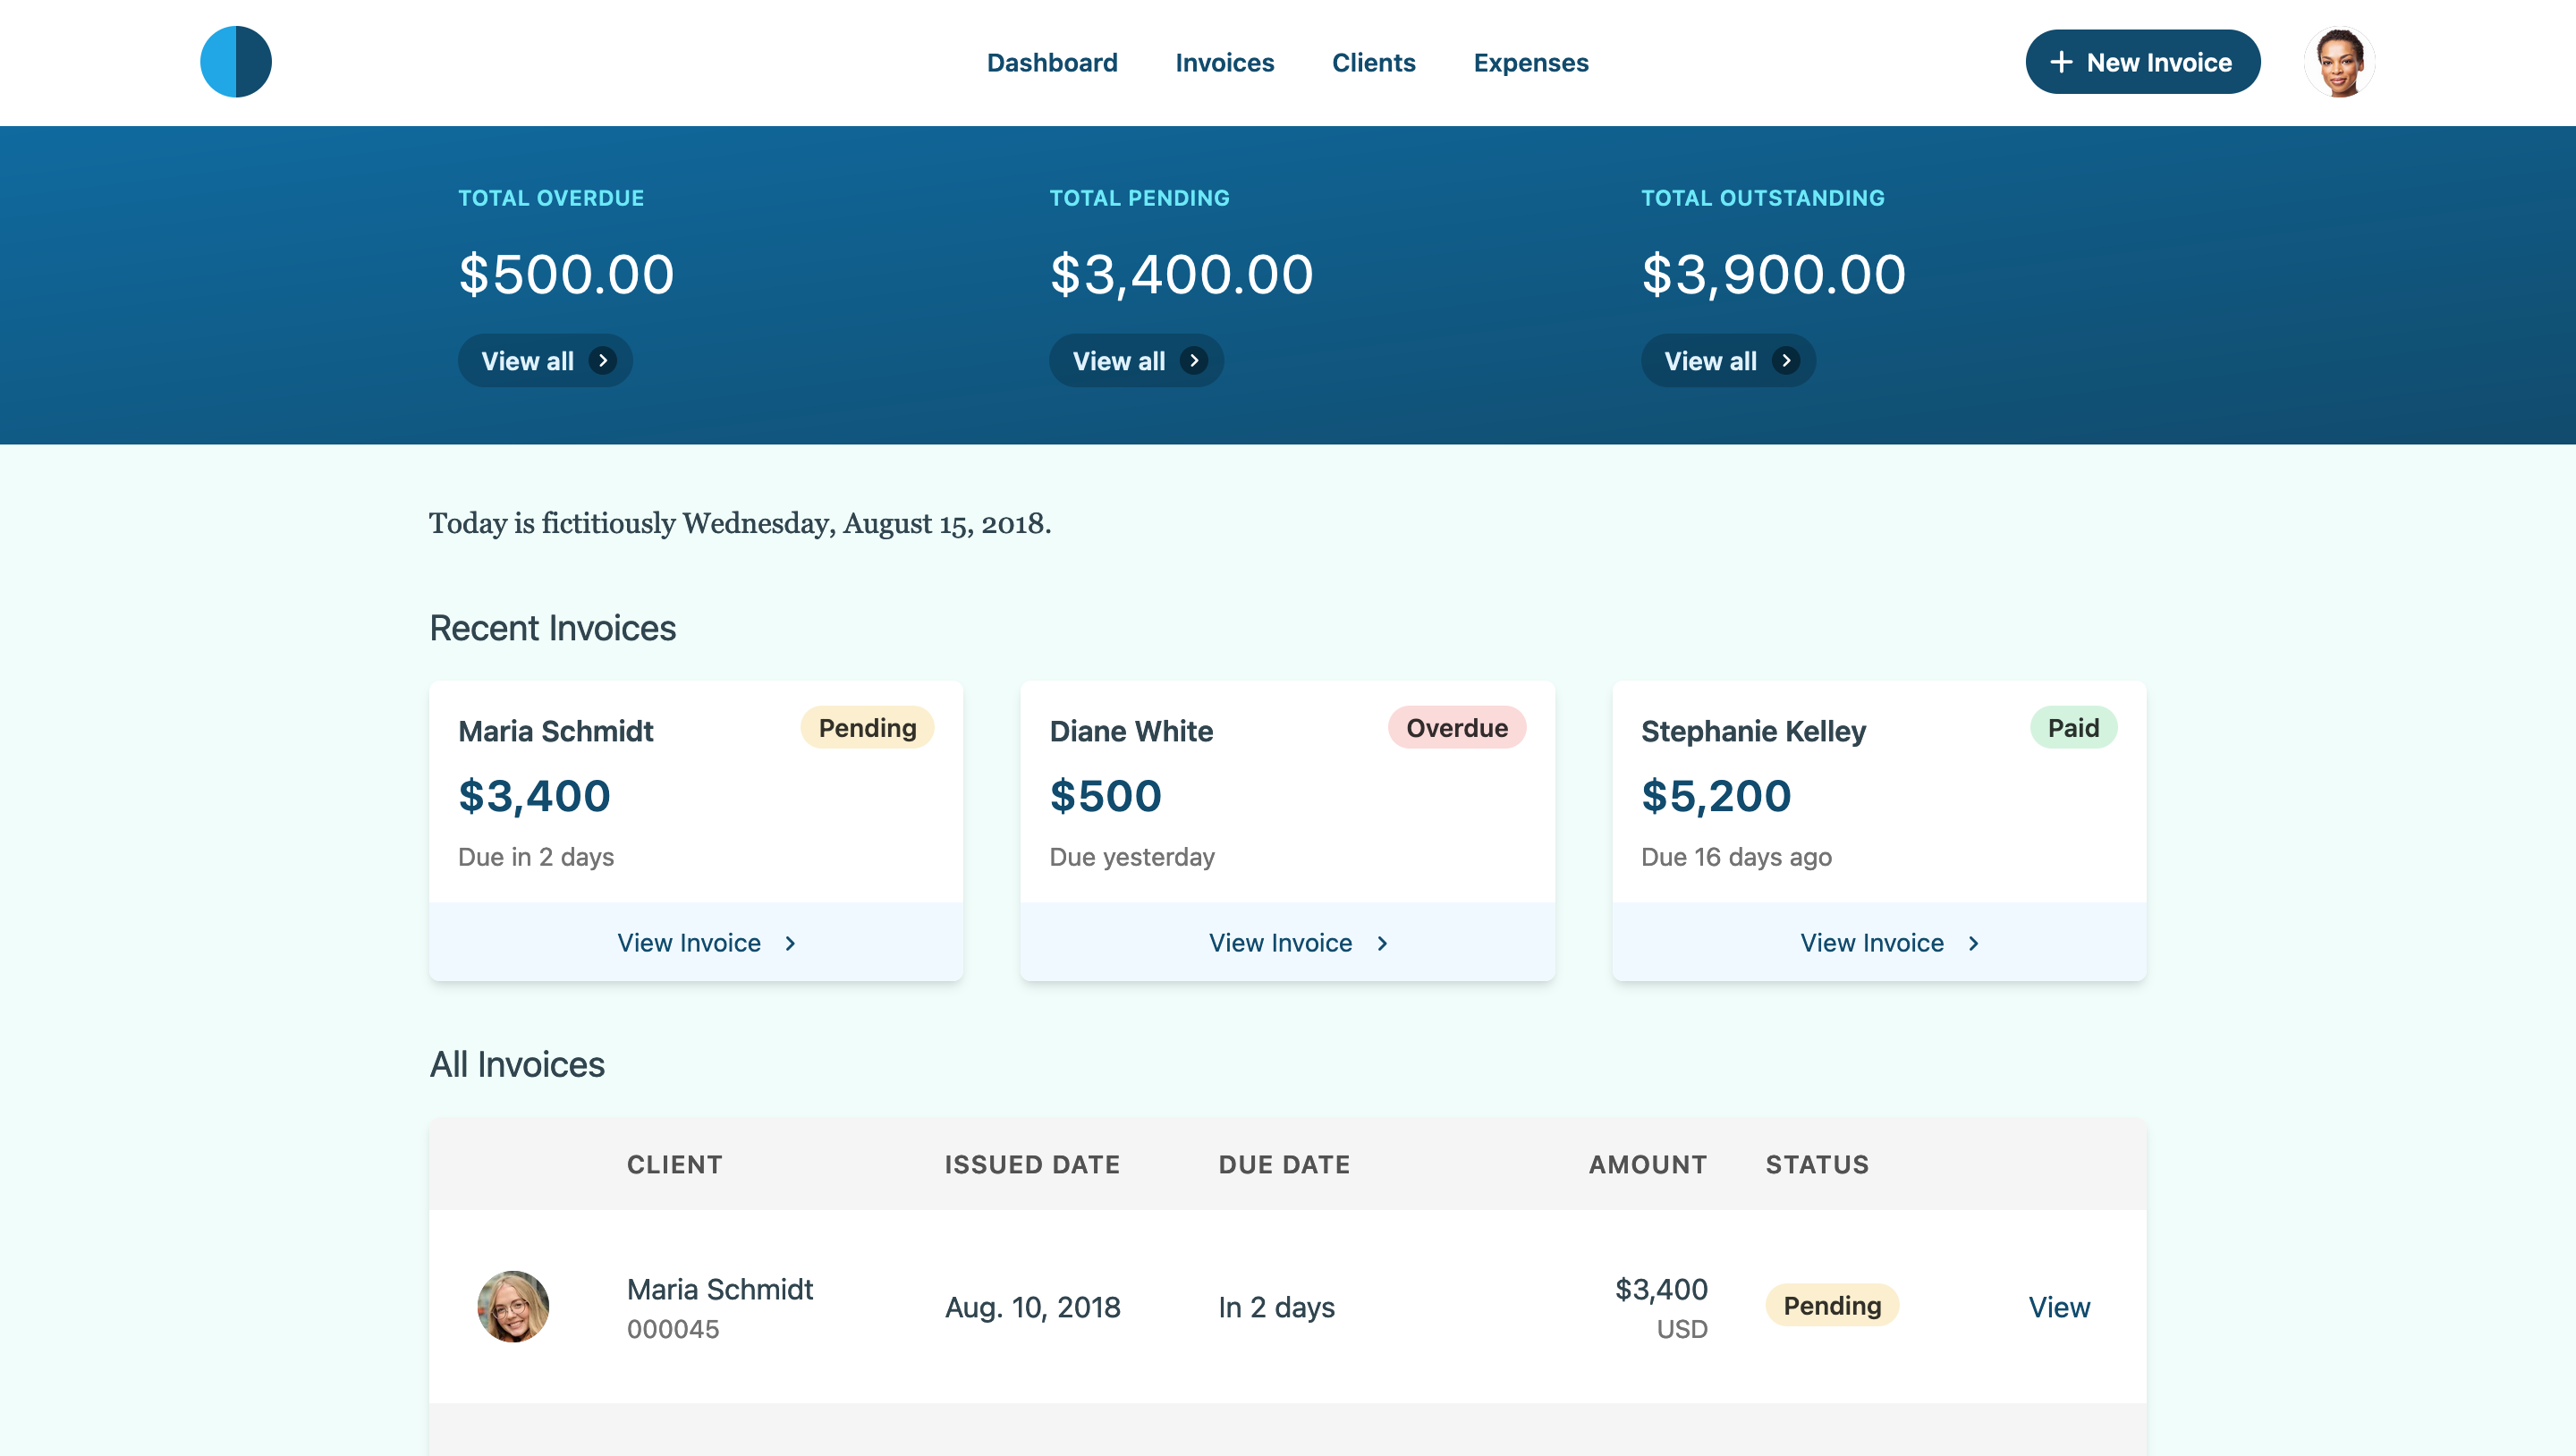 Dashboard Invoices Clients Expenses + New Invoice
TOTAL OVERDUE TOTAL PENDING TOTAL OUTSTANDING
$500.00 $3,400.00 $3,900.00
View all View all View all
Today is fictitiously Wednesday, August 15, 2018.
Recent Invoices
Maria Schmidt Pending Diane White Overdue Stephanie Kelley Paid
$3,400 $500 $5,200
Due in 2 days Due yesterday Due 16 days ago
View Invoice View Invoice View Invoice
All Invoices
CLIENT ISSUED DATE DUE DATE AMOUNT STATUS
Maria Schmidt Aug. 10, 2018 In 2 days $3,400 Pending View
000045 USD